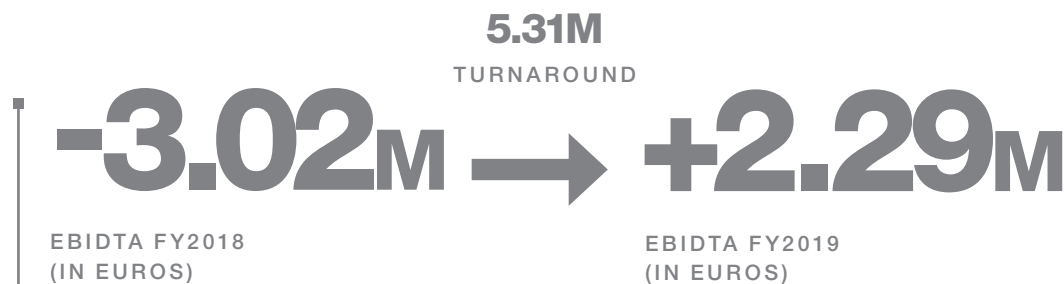 5.31M
TURNAROUND
-3.02M
+2.29M
EBIDTA FY2018
(IN EUROS)
EBIDTA FY2019
(IN EUROS)